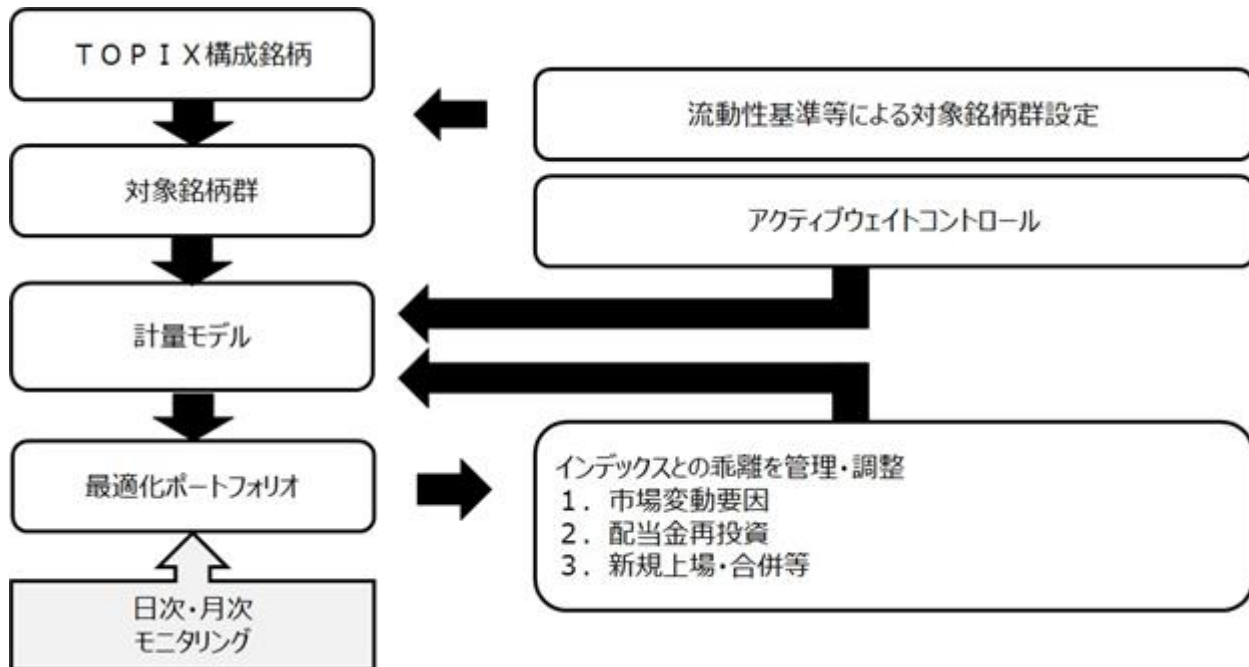 ＴＯＰＩＸ構成銘柄
流動性基準等による対象銘柄群設定
対象銘柄群
アクティブウェイトコントロール
計量モデル
最適化ポートフォリオ
インデックスとの乖離を管理・調整
１．市場変動要因
２．配当金再投資
３．新規上場・合併等
日次・月次
モニタリング